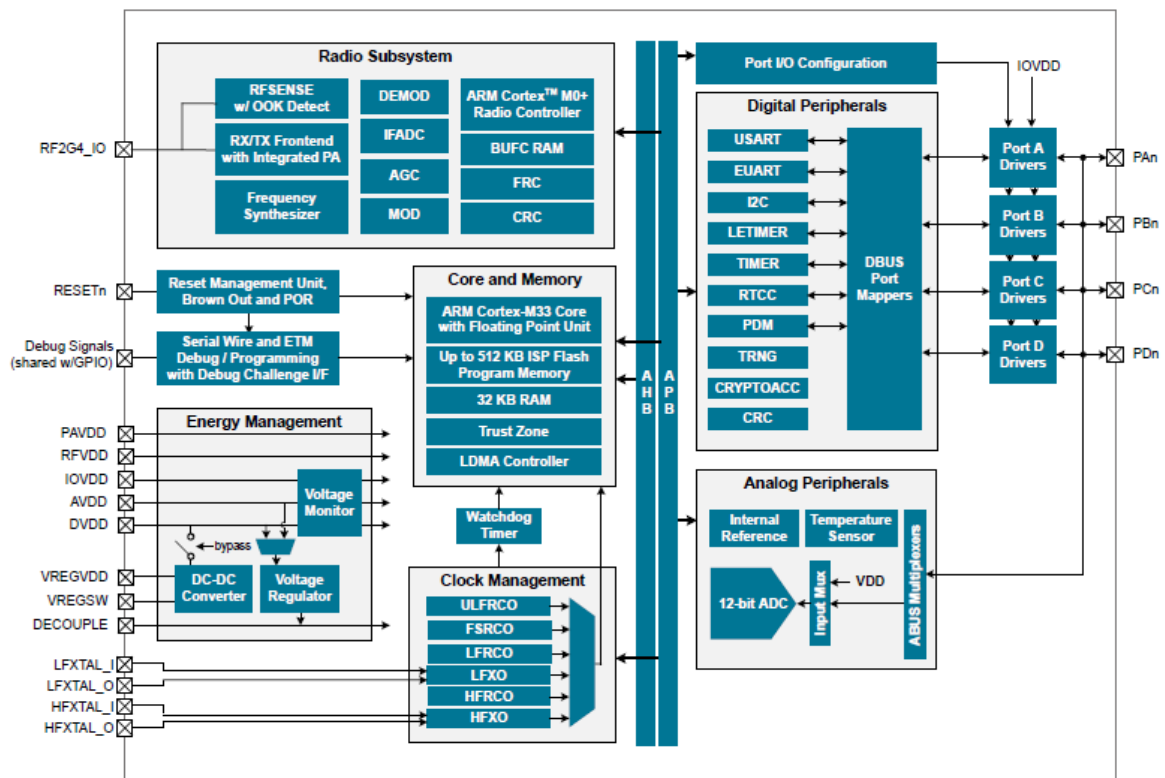 Radio Subsystem
RFSENSE
w/ OOK Detect
RX/TX Frontend
with Integrated PA
Frequency
Synthesizer
DEMOD
IFADC
AGC
MOD
ARM Cortex™ M0+
Radio Controller
BUFC RAM
FRC
CRC
RF2G4_IO
RESETn
Debug Signals
(shared w/GPIO)
Reset Management Unit,
Brown Out and POR
Serial Wire and ETM
Debug / Programming
with Debug Challenge I/F
Core and Memory
ARM Cortex-M33 Core
with Floating Point Unit
Up to 512 KB ISP Flash
Program Memory
32 KB RAM
Trust Zone
LDMA Controller
Energy Management
PAVDD
RFVDD
IOVDD
AVDD
DVDD
VREGVDD
VREGSW
DECOUPLE
Voltage
Monitor
bypass
DC-DC
Converter
Voltage
Regulator
Watchdog
Timer
Clock Management
ULFRCO
FSRCO
LFRCO
LFXO
HFRCO
HFXO
LFXTAL_I
LFXTAL_O
HFXTAL_I
HFXTAL_O
AHB
APB
Port I/O Configuration
IOVDD
Digital Peripherals
USART
EUART
I2C
LETIMER
TIMER
RTCC
PDM
TRNG
CRYPTOACC
CRC
DBUS
Port
Mappers
Port A
Drivers
Port B
Drivers
Port C
Drivers
Port D
Drivers
PAn
PBn
PCn
PDn
Analog Peripherals
Internal
Reference
Temperature
Sensor
12-bit ADC
Input Mux
VDD
ABUS Multiplexers